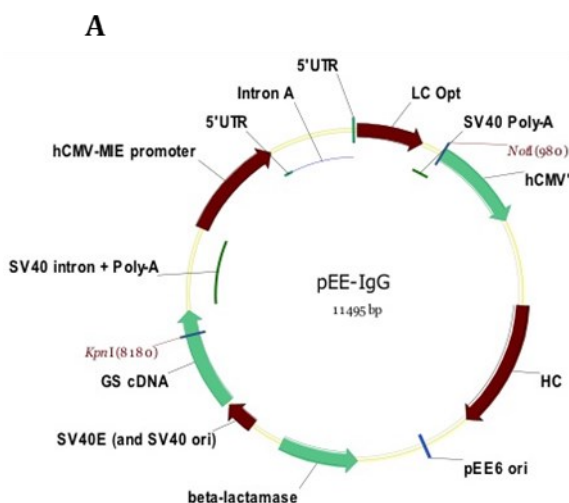 A
5'UTR
Intron A
LC Opt
5'UTR
SV40 Poly-A
NotI(980)
hCMV-MIE promoter
hCMV'
SV40 intron + Poly-A
pEE-IgG
11495 bp
KpnI(8180)
GS cDNA
HC
SV40E (and SV40 ori)
pEE6 ori
beta-lactamase